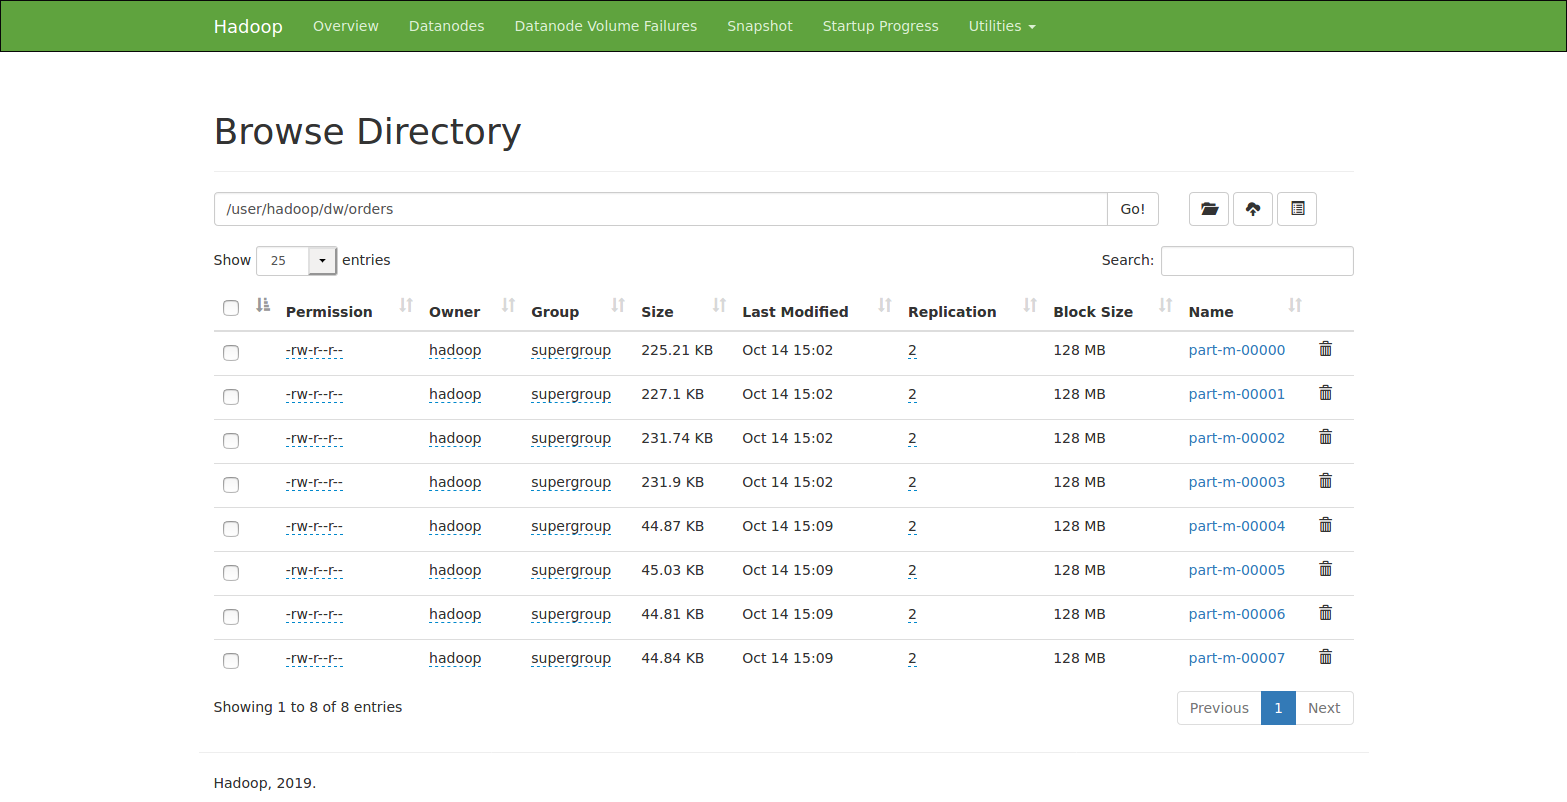 Hadoop Overview Datanodes Datanode Volume Failures Snapshot Startup Progress Utilities
Browse Directory
/user/hadoop/dw/orders Go!
Show 25 entries Search:
Permission Owner Group Size Last Modified Replication Block Size Name
-rw-r--r-- hadoop supergroup 225.21 KB Oct 14 15:02 2 128 MB part-m-00000
-rw-r--r-- hadoop supergroup 227.1 KB Oct 14 15:02 2 128 MB part-m-00001
-rw-r--r-- hadoop supergroup 231.74 KB Oct 14 15:02 2 128 MB part-m-00002
-rw-r--r-- hadoop supergroup 231.9 KB Oct 14 15:02 2 128 MB part-m-00003
-rw-r--r-- hadoop supergroup 44.87 KB Oct 14 15:09 2 128 MB part-m-00004
-rw-r--r-- hadoop supergroup 45.03 KB Oct 14 15:09 2 128 MB part-m-00005
-rw-r--r-- hadoop supergroup 44.81 KB Oct 14 15:09 2 128 MB part-m-00006
-rw-r--r-- hadoop supergroup 44.84 KB Oct 14 15:09 2 128 MB part-m-00007
Showing 1 to 8 of 8 entries Previous 1 Next
Hadoop, 2019.